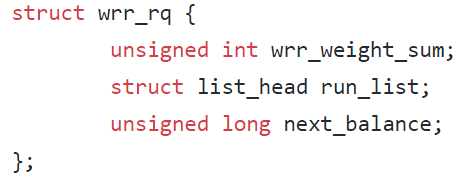 struct wrr_rq {
        unsigned int wrr_weight_sum;
        struct list_head run_list;
        unsigned long next_balance;
};